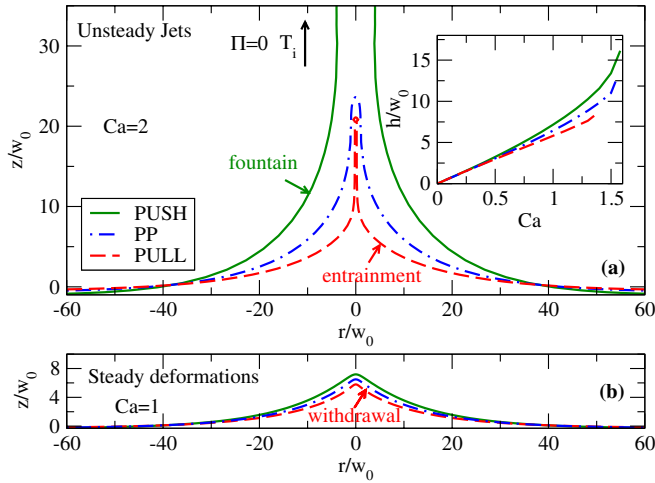 Unsteady Jets
Π=0 T_i
Ca=2
fountain
PUSH
PP
PULL
entrainment
(a)
z/w_0
30
20
10
0
-60 -40 -20 0 20 40 60
r/w_0
h/w_0
15
10
5
0
0 0.5 1 1.5
Ca
Steady deformations
Ca=1
withdrawal
(b)
z/w_0
8
4
0
-60 -40 -20 0 20 40 60
r/w_0